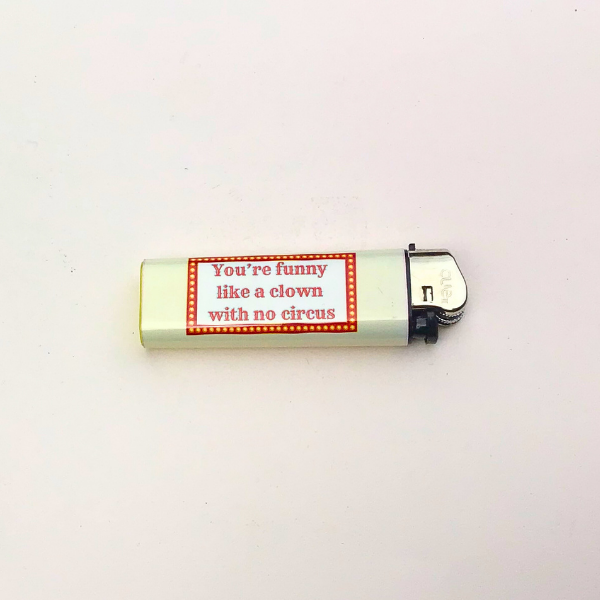 You're funny
like a clown
with no circus